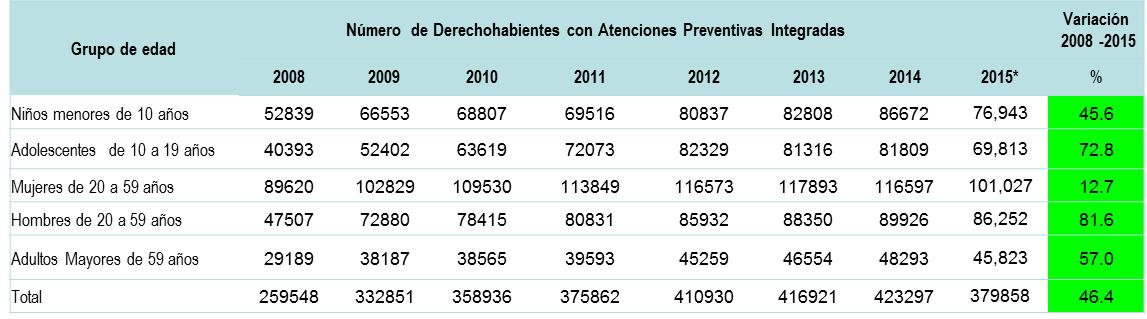 Grupo de edad Número de Derechohabientes con Atenciones Preventivas Integradas Variación 2008 -2015
2008 2009 2010 2011 2012 2013 2014 2015* %
Niños menores de 10 años 52839 66553 68807 69516 80837 82808 86672 76,943 45.6
Adolescentes de 10 a 19 años 40393 52402 63619 72073 82329 81316 81809 69,813 72.8
Mujeres de 20 a 59 años 89620 102829 109530 113849 116573 117893 116597 101,027 12.7
Hombres de 20 a 59 años 47507 72880 78415 80831 85932 88350 89926 86,252 81.6
Adultos Mayores de 59 años 29189 38187 38565 39593 45259 46554 48293 45,823 57.0
Total 259548 332851 358936 375862 410930 416921 423297 379858 46.4